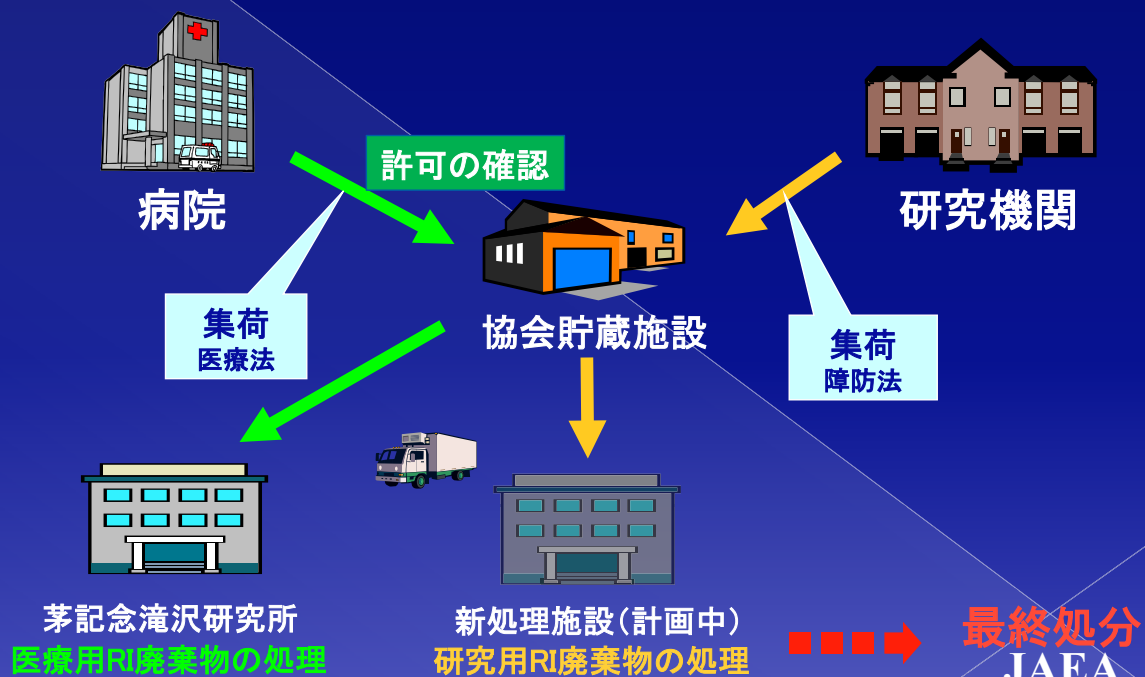 許可の確認
病院
研究機関
集荷
医療法
協会貯蔵施設
集荷
障防法
茅記念滝沢研究所
医療用RI廃棄物の処理
新処理施設(計画中)
研究用RI廃棄物の処理
最終処分
JAEA